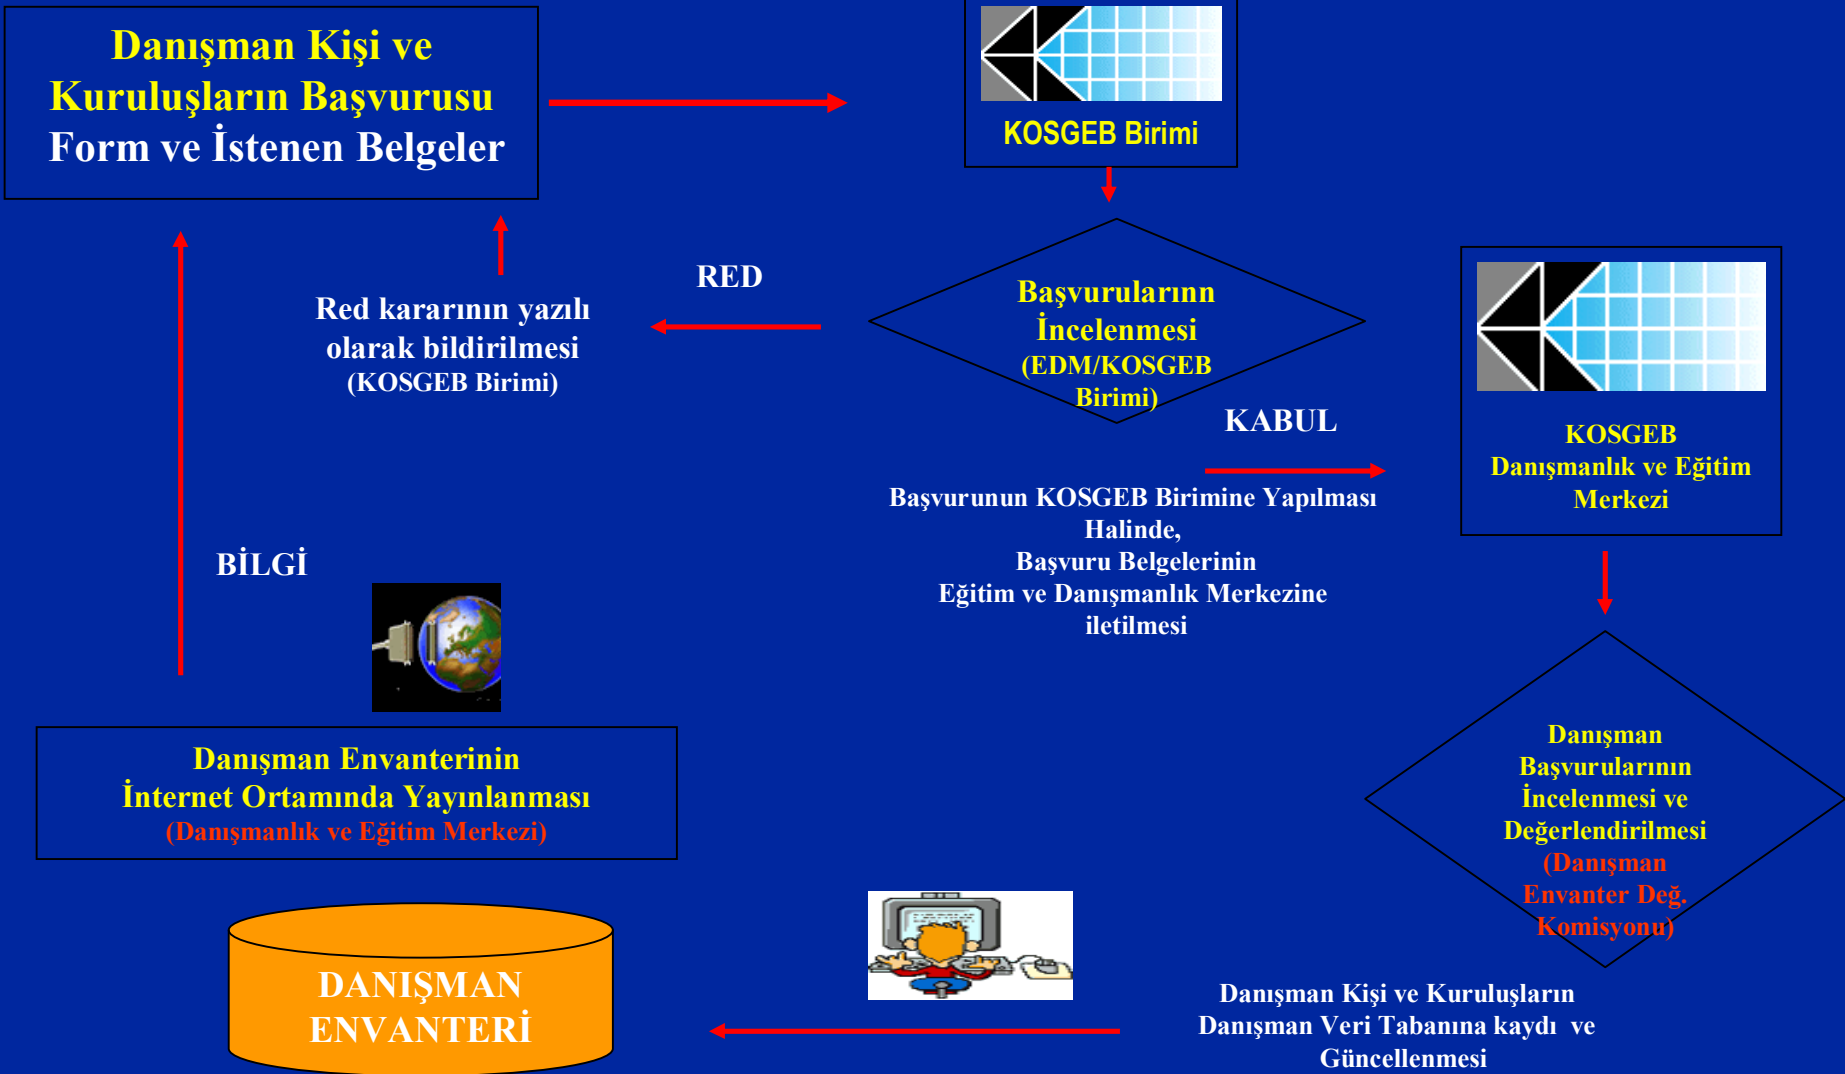 Danışman Kişi ve
Kuruluşların Başvurusu
Form ve İstenen Belgeler
KOSGEB Birimi
Başvurularınn
İncelenmesi
(EDM/KOSGEB
Birimi)
RED
Red kararının yazılı
olarak bildirilmesi
(KOSGEB Birimi)
KABUL
Başvurunun KOSGEB Birimine Yapılması
Halinde,
Başvuru Belgelerinin
Eğitim ve Danışmanlık Merkezine
iletilmesi
KOSGEB
Danışmanlık ve Eğitim
Merkezi
Danışman
Başvurularının
İncelenmesi ve
Değerlendirilmesi
(Danışman
Envanter Değ.
Komisyonu)
Danışman Kişi ve Kuruluşların
Danışman Veri Tabanına kaydı ve
Güncellenmesi
DANIŞMAN
ENVANTERİ
Danışman Envanterinin
İnternet Ortamında Yayınlanması
(Danışmanlık ve Eğitim Merkezi)
BİLGİ